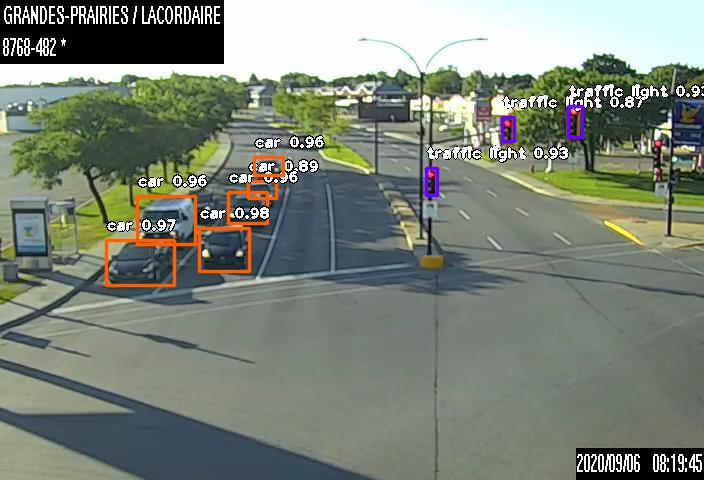 GRANDES-PRAIRIES / LACORDAIRE
8768-482 *
traffic light 0.93
traffic light 0.87
car 0.96
traffic light 0.93
car 0.89
car 0.96
car 0.96
car 0.98
car 0.97
2020/09/06 08:19:45